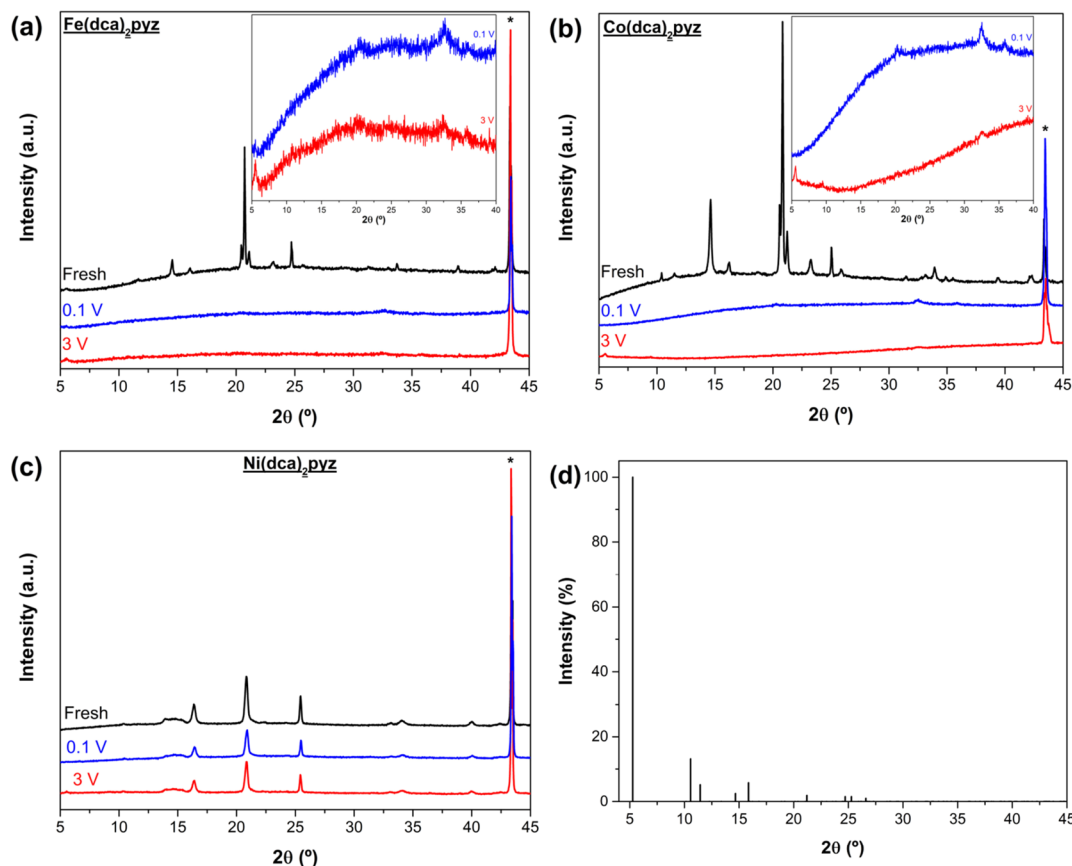 (a)
Fe(dca)2pyz
*
0.1 V
3 V
5 10 15 20 25 30 35 40
2θ (º)
Intensity (a.u.)
Fresh
0.1 V
3 V
5 10 15 20 25 30 35 40 45
2θ (º)
(b)
Co(dca)2pyz
0.1 V
3 V
5 10 15 20 25 30 35 40
2θ (º)
*
Intensity (a.u.)
Fresh
0.1 V
3 V
5 10 15 20 25 30 35 40 45
2θ (º)
(c)
Ni(dca)2pyz
*
Intensity (a.u.)
Fresh
0.1 V
3 V
5 10 15 20 25 30 35 40 45
2θ (º)
(d)
100
80
60
40
20
0
Intensity (%)
5 10 15 20 25 30 35 40 45
2θ (º)